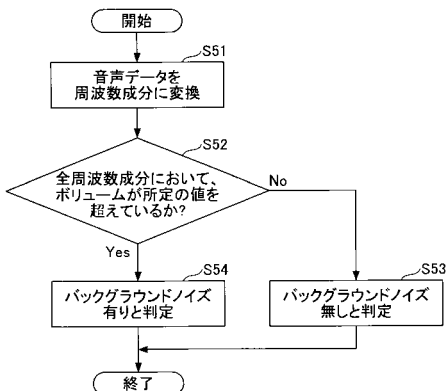 開始
S51
音声データを
周波数成分に変換
S52
全周波数成分において、
ボリュームが所定の値を
超えているか?
No
Yes
S54
バックグラウンドノイズ
有りと判定
S53
バックグラウンドノイズ
無しと判定
終了